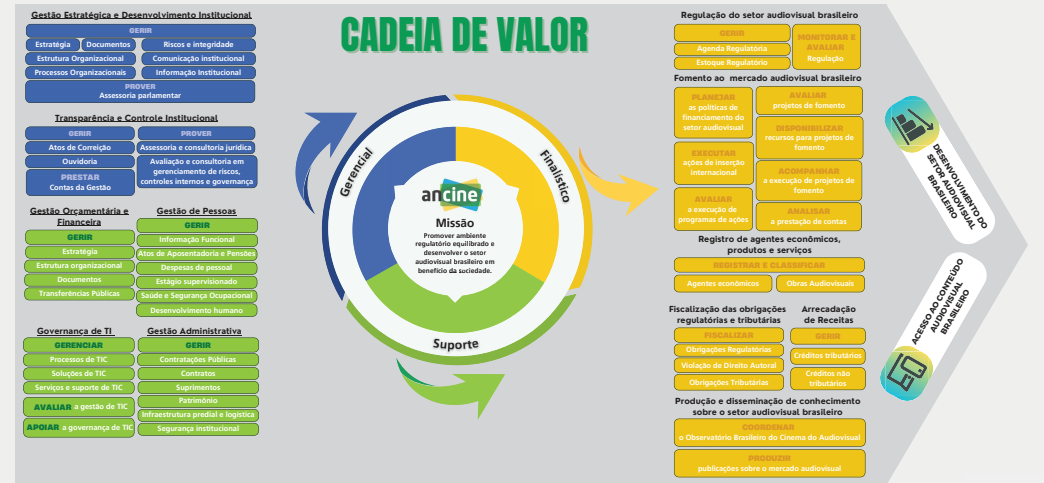 CADEIA DE VALOR
Gestão Estratégica e Desenvolvimento Institucional
GERIR
Estratégia
Documentos
Riscos e integridade
Estrutura Organizacional
Comunicação institucional
Processos Organizacionais
Informação Institucional
PROVER
Assessoria parlamentar
Transparência e Controle Institucional
GERIR
Atos de Correição
Ouvidoria
PRESTAR
Contas da Gestão
PROVER
Assessoria e consultoria jurídica
Avaliação e consultoria em
gerenciamento de riscos,
controles internos e governança
Gestão Orçamentária e
Financeira
GERIR
Estratégia
Estrutura organizacional
Documentos
Transferências Públicas
Gestão de Pessoas
GERIR
Informação Funcional
Atos de Aposentadoria e Pensões
Despesas de pessoal
Estágio supervisionado
Saúde e Segurança Ocupacional
Desenvolvimento humano
Governança de TI
GERENCIAR
Processos de TIC
Soluções de TIC
Serviços e suporte de TIC
AVALIAR a gestão de TIC
APOIAR a governança de TIC
Gestão Administrativa
GERIR
Contratações Públicas
Contratos
Suprimentos
Patrimônio
Infraestrutura predial e logística
Segurança institucional
Gerencial
Finalístico
Suporte
ancine
Missão
Promover ambiente
regulatório equilibrado e
desenvolver o setor
audiovisual brasileiro em
benefício da sociedade.
Regulação do setor audiovisual brasileiro
GERIR
Agenda Regulatória
Estoque Regulatório
MONITORAR E
AVALIAR
Regulação
Fomento ao mercado audiovisual brasileiro
PLANEJAR
as políticas de
financiamento do
setor audiovisual
EXECUTAR
ações de inserção
internacional
AVALIAR
a execução de
programas de ações
AVALIAR
projetos de fomento
DISPONIBILIZAR
recursos para projetos de
fomento
ACOMPANHAR
a execução de projetos de
fomento
ANALISAR
a prestação de contas
Registro de agentes econômicos,
produtos e serviços
REGISTRAR E CLASSIFICAR
Agentes econômicos
Obras Audiovisuais
Fiscalização das obrigações
regulatórias e tributárias
FISCALIZAR
Obrigações Regulatórias
Violação de Direito Autoral
Obrigações Tributárias
Arrecadação
de Receitas
GERIR
Créditos tributários
Créditos não
tributários
Produção e disseminação de conhecimento
sobre o setor audiovisual brasileiro
COORDENAR
o Observatório Brasileiro do Cinema do Audiovisual
PRODUZIR
publicações sobre o mercado audiovisual
DESENVOLVIMENTO DO
SETOR AUDIOVISUAL
BRASILEIRO
ACESSO AO CONTEÚDO
AUDIOVISUAL
BRASILEIRO